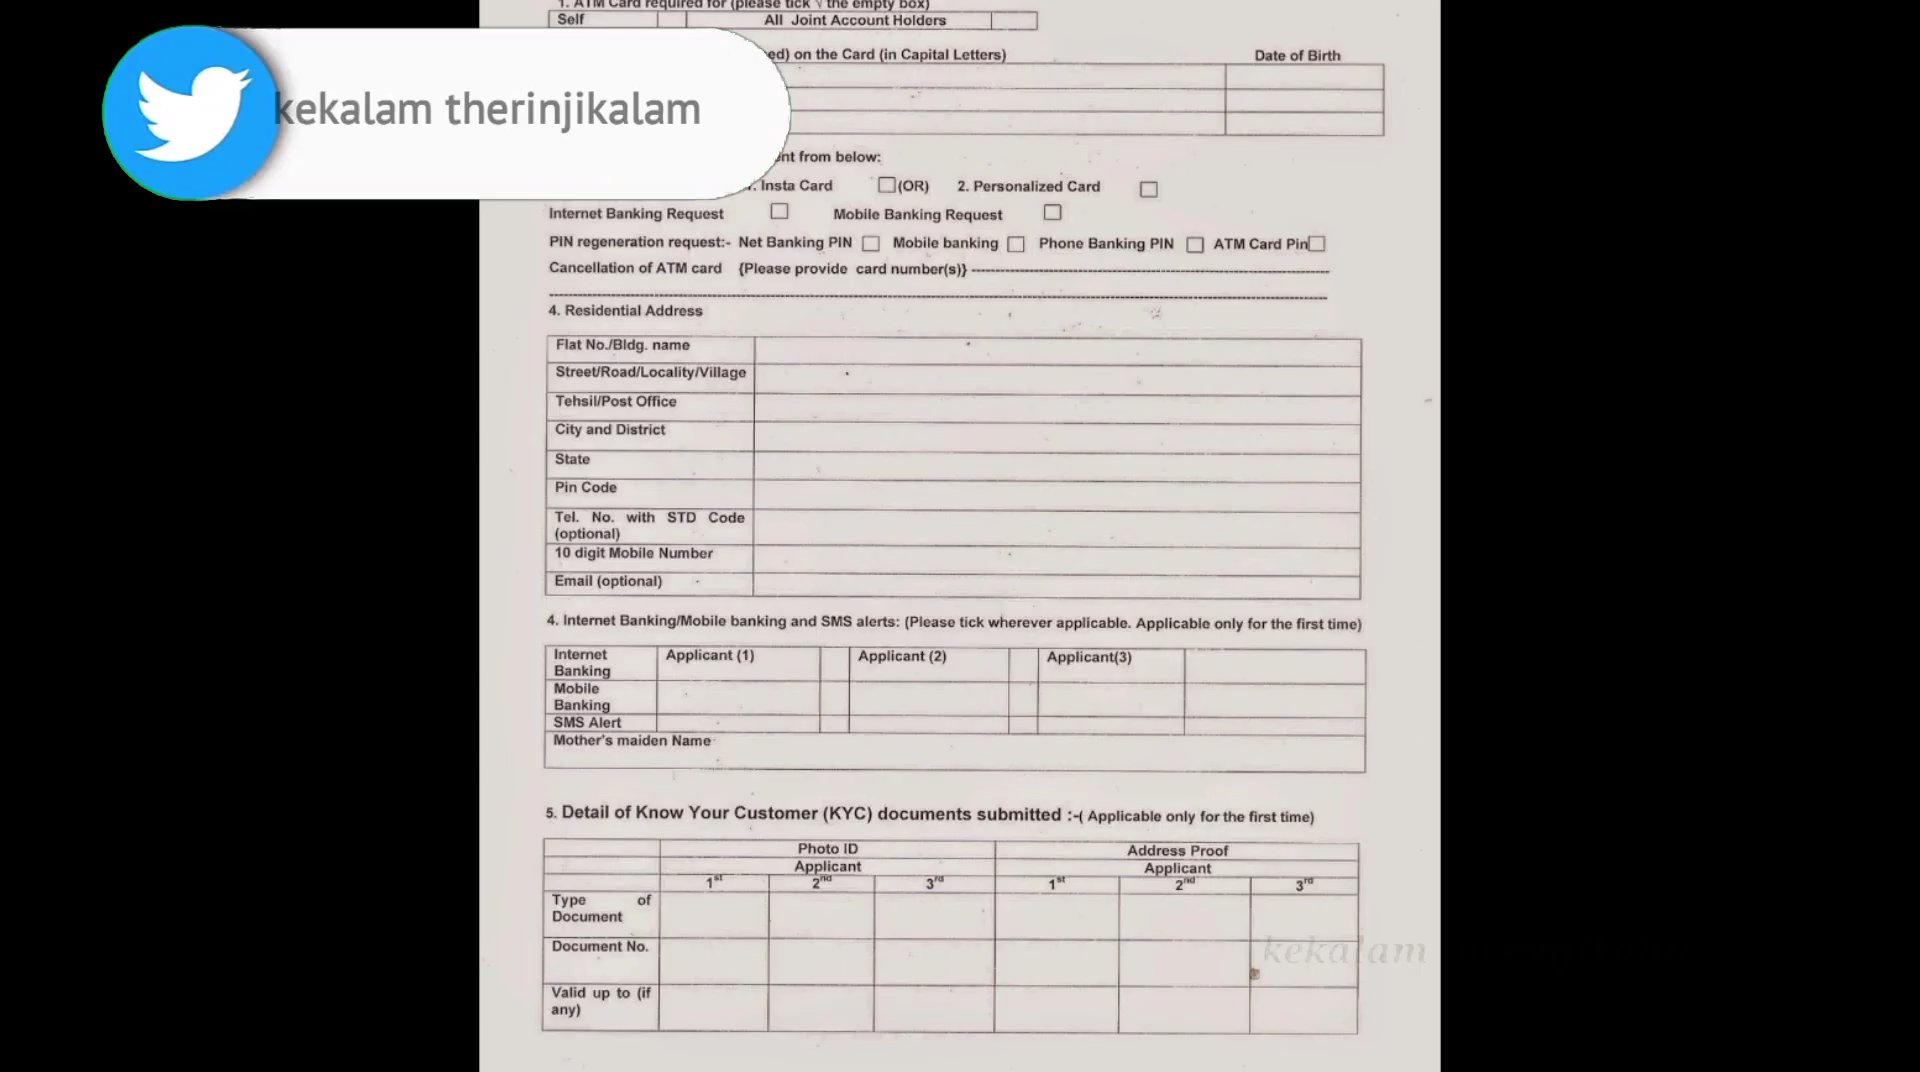 1. ATM Card required for (please tick √ the empty box)
Self All Joint Account Holders
kekalam therinjikalam
ed) on the Card (in Capital Letters) Date of Birth
from below:
Insta Card (OR) 2. Personalized Card
Internet Banking Request Mobile Banking Request
PIN regeneration request:- Net Banking PIN Mobile banking Phone Banking PIN ATM Card Pin
Cancellation of ATM card {Please provide card number(s)}
4. Residential Address
Flat No./Bldg. name
Street/Road/Locality/Village
Tehsil/Post Office
City and District
State
Pin Code
Tel. No. with STD Code
(optional)
10 digit Mobile Number
Email (optional)
4. Internet Banking/Mobile banking and SMS alerts: (Please tick wherever applicable. Applicable only for the first time)
Internet Applicant (1) Applicant (2) Applicant(3)
Banking
Mobile
Banking
SMS Alert
Mother's maiden Name
5. Detail of Know Your Customer (KYC) documents submitted :-( Applicable only for the first time)
Photo ID Address Proof
Applicant Applicant
1st 2nd 3rd 1st 2nd 3rd
Type of
Document
Document No.
kekalam
Valid up to (if
any)